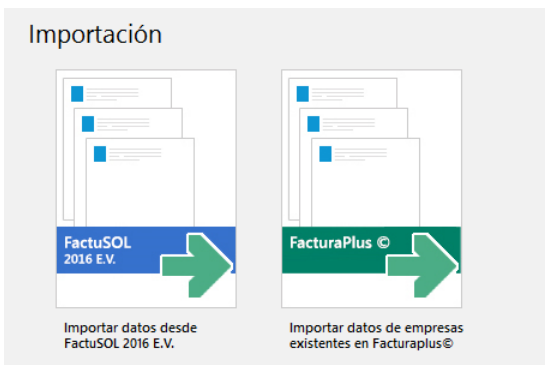 Importación
FactuSOL
2016 E.V.
FacturaPlus ©
Importar datos desde
FactuSOL 2016 E.V.
Importar datos de empresas
existentes en Facturaplus©